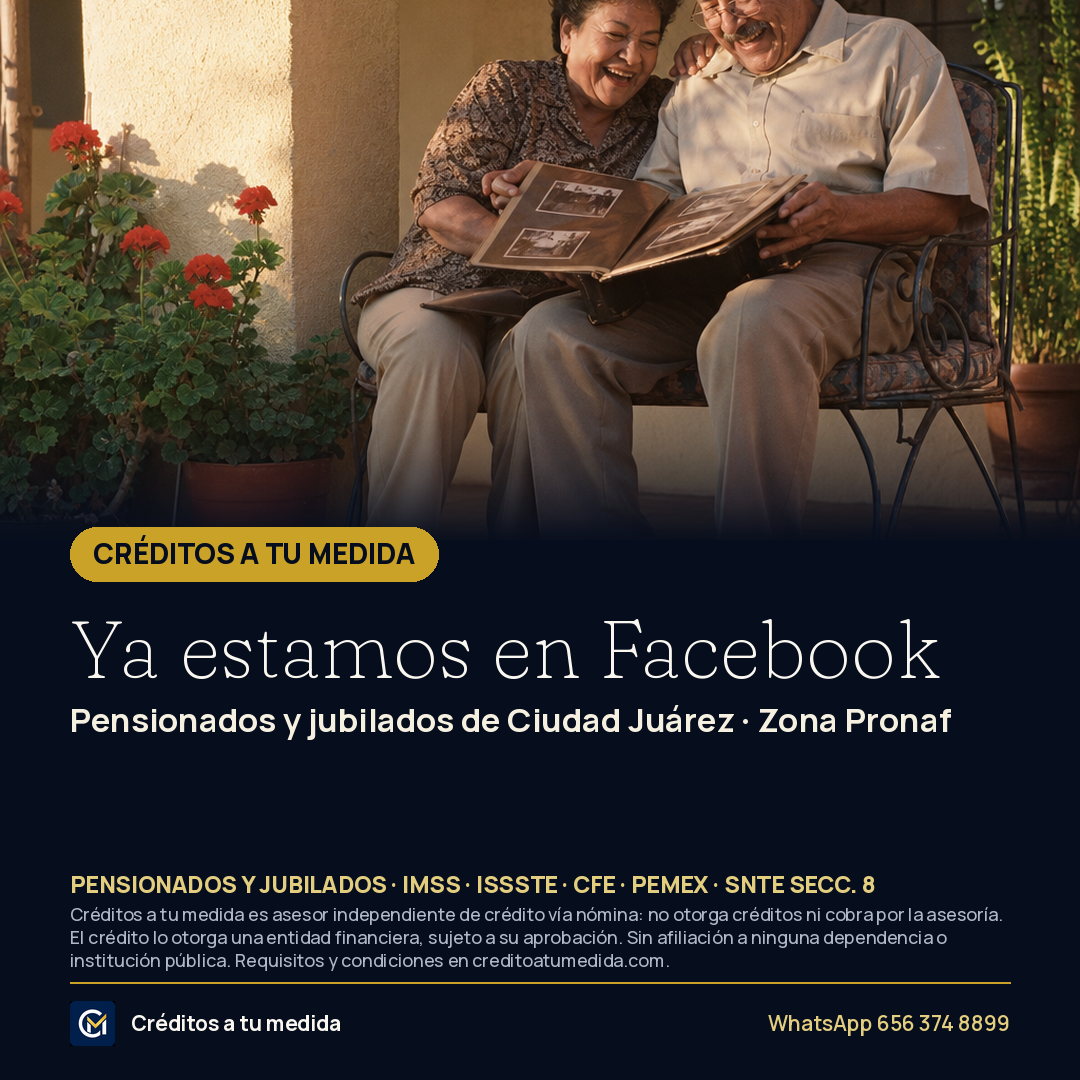 CRÉDITOS A TU MEDIDA
Ya estamos en Facebook
Pensionados y jubilados de Ciudad Juárez · Zona Pronaf
PENSIONADOS Y JUBILADOS · IMSS · ISSSTE · CFE · PEMEX · SNTE SECC. 8
Créditos a tu medida es asesor independiente de crédito vía nómina: no otorga créditos ni cobra por la asesoría.
El crédito lo otorga una entidad financiera, sujeto a su aprobación. Sin afiliación a ninguna dependencia o
institución pública. Requisitos y condiciones en creditoatumedida.com.
Créditos a tu medida
WhatsApp 656 374 8899